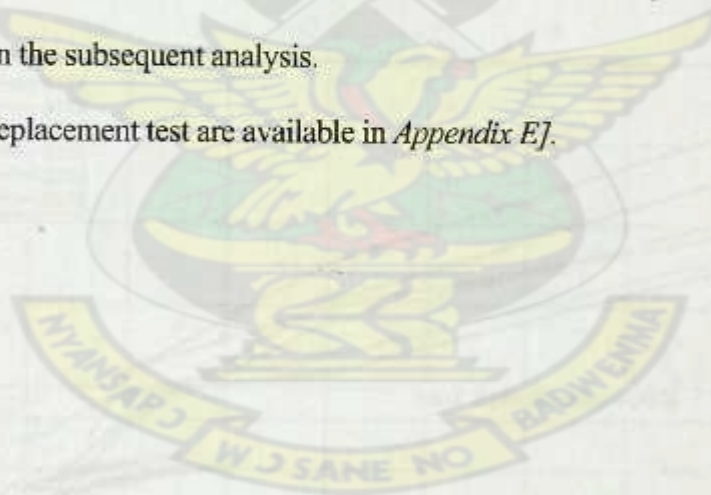 n the subsequent analysis.
eplacement test are available in Appendix E].
NYANSAPƆ WƆSANE NO BADWENMA